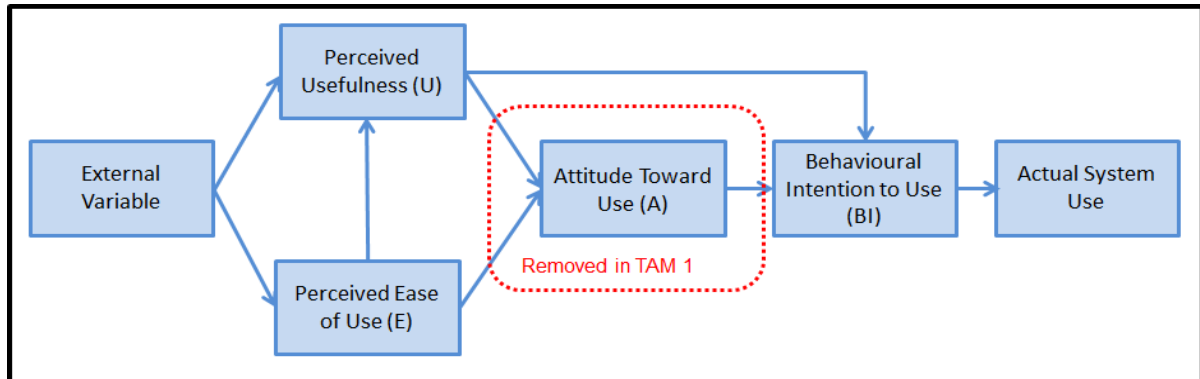 Perceived
Usefulness (U)
External
Variable
Attitude Toward
Use (A)
Behavioural
Intention to Use
(BI)
Actual System
Use
Removed in TAM 1
Perceived Ease
of Use (E)